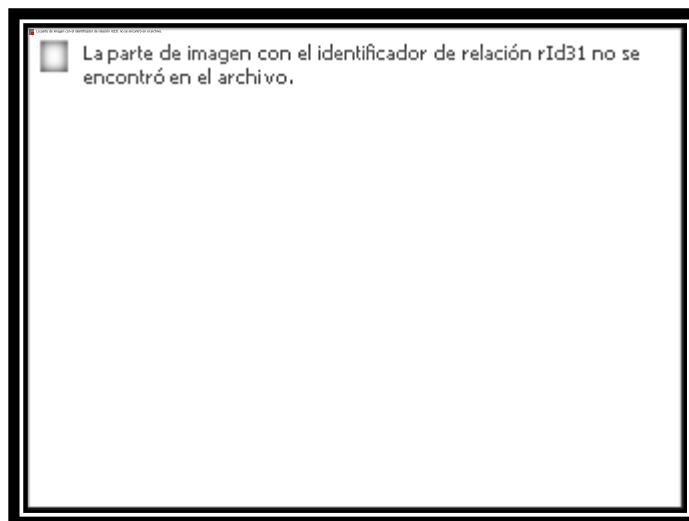 La parte de imagen con el identificador de relación rId31 no se
encontró en el archivo.